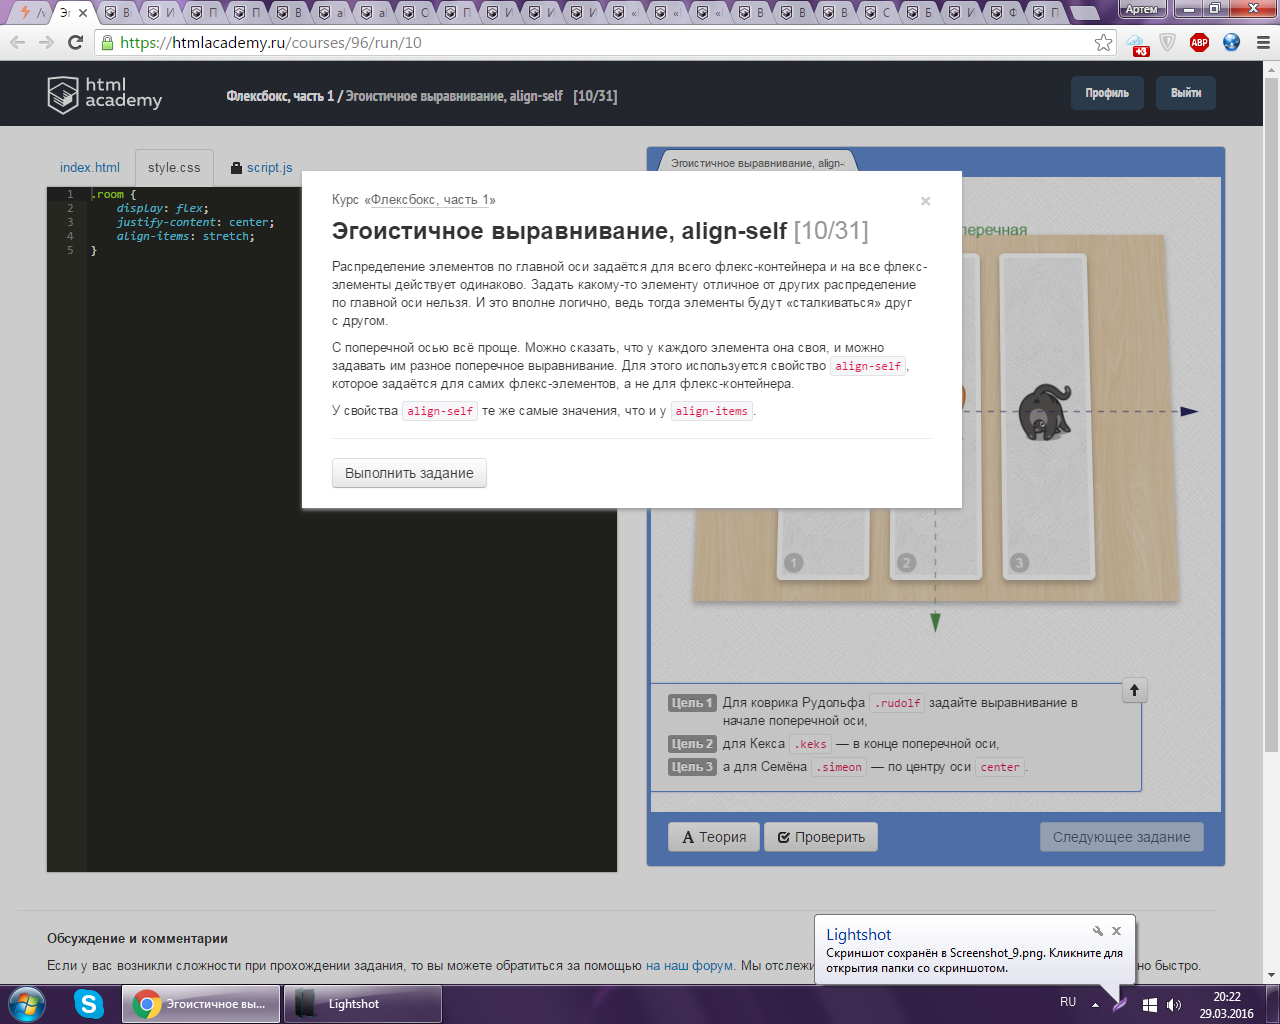 Эг
Артем
https://htmlacademy.ru/courses/96/run/10
+3
ABP
html
academy
Флексбокс, часть 1 / Эгоистичное выравнивание, align-self [10/31]
Профиль
Выйти
index.html
style.css
script.js
Эгоистичное выравнивание, align-
1 .room {
2 display: flex;
3 justify-content: center;
4 align-items: stretch;
5 }
Курс «Флексбокс, часть 1»
×
Эгоистичное выравнивание, align-self [10/31]
Распределение элементов по главной оси задаётся для всего флекс-контейнера и на все флекс-
элементы действует одинаково. Задать какому-то элементу отличное от других распределение
по главной оси нельзя. И это вполне логично, ведь тогда элементы будут «сталкиваться» друг
с другом.
С поперечной осью всё проще. Можно сказать, что у каждого элемента она своя, и можно
задавать им разное поперечное выравнивание. Для этого используется свойство align-self,
которое задаётся для самих флекс-элементов, а не для флекс-контейнера.
У свойства align-self те же самые значения, что и у align-items.
Выполнить задание
перечная
1
2
3
Цель 1 Для коврика Рудольфа .rudolf задайте выравнивание в
начале поперечной оси,
Цель 2 для Кекса .keks — в конце поперечной оси,
Цель 3 а для Семёна .simeon — по центру оси center.
A Теория
Проверить
Следующее задание
Обсуждение и комментарии
Если у вас возникли сложности при прохождении задания, то вы можете обратиться за помощью на наш форум. Мы отслежи
но быстро.
Lightshot
Скриншот сохранён в Screenshot_9.png. Кликните для
открытия папки со скриншотом.
Эгоистичное вы...
Lightshot
RU
20:22
29.03.2016